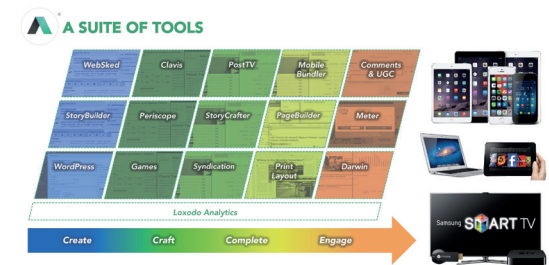 A SUITE OF TOOLS
WebSked
Clavis
PostTV
Mobile
Bundler
Comments
& UGC
StoryBuilder
Periscope
StoryCrafter
PageBuilder
Meter
WordPress
Games
Syndication
Print
Layout
Darwin
Loxodo Analytics
Create
Craft
Complete
Engage
Samsung SMART TV